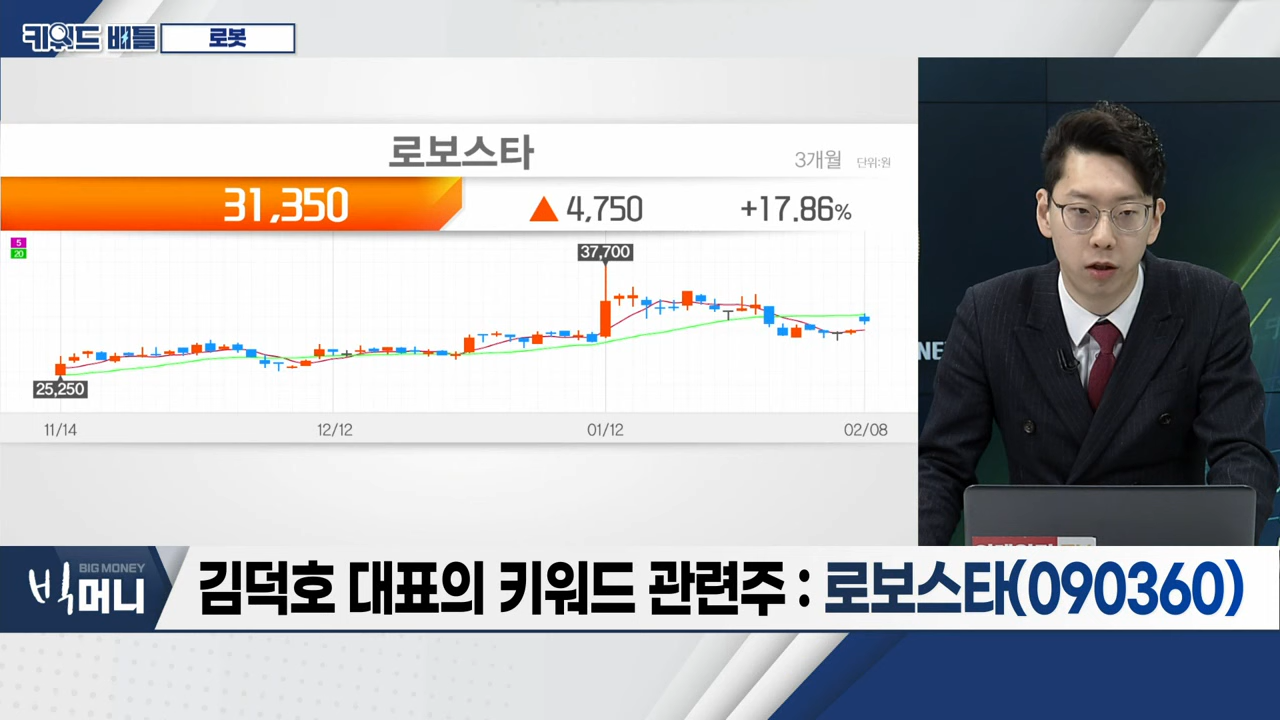 키워드 배틀
로봇
로보스타
3개월 단위:원
31,350 ▲ 4,750 +17.86%
5
20
37,700
25,250
11/14 12/12 01/12 02/08
NE
빅머니 BIG MONEY
김덕호 대표의 키워드 관련주 : 로보스타(090360)